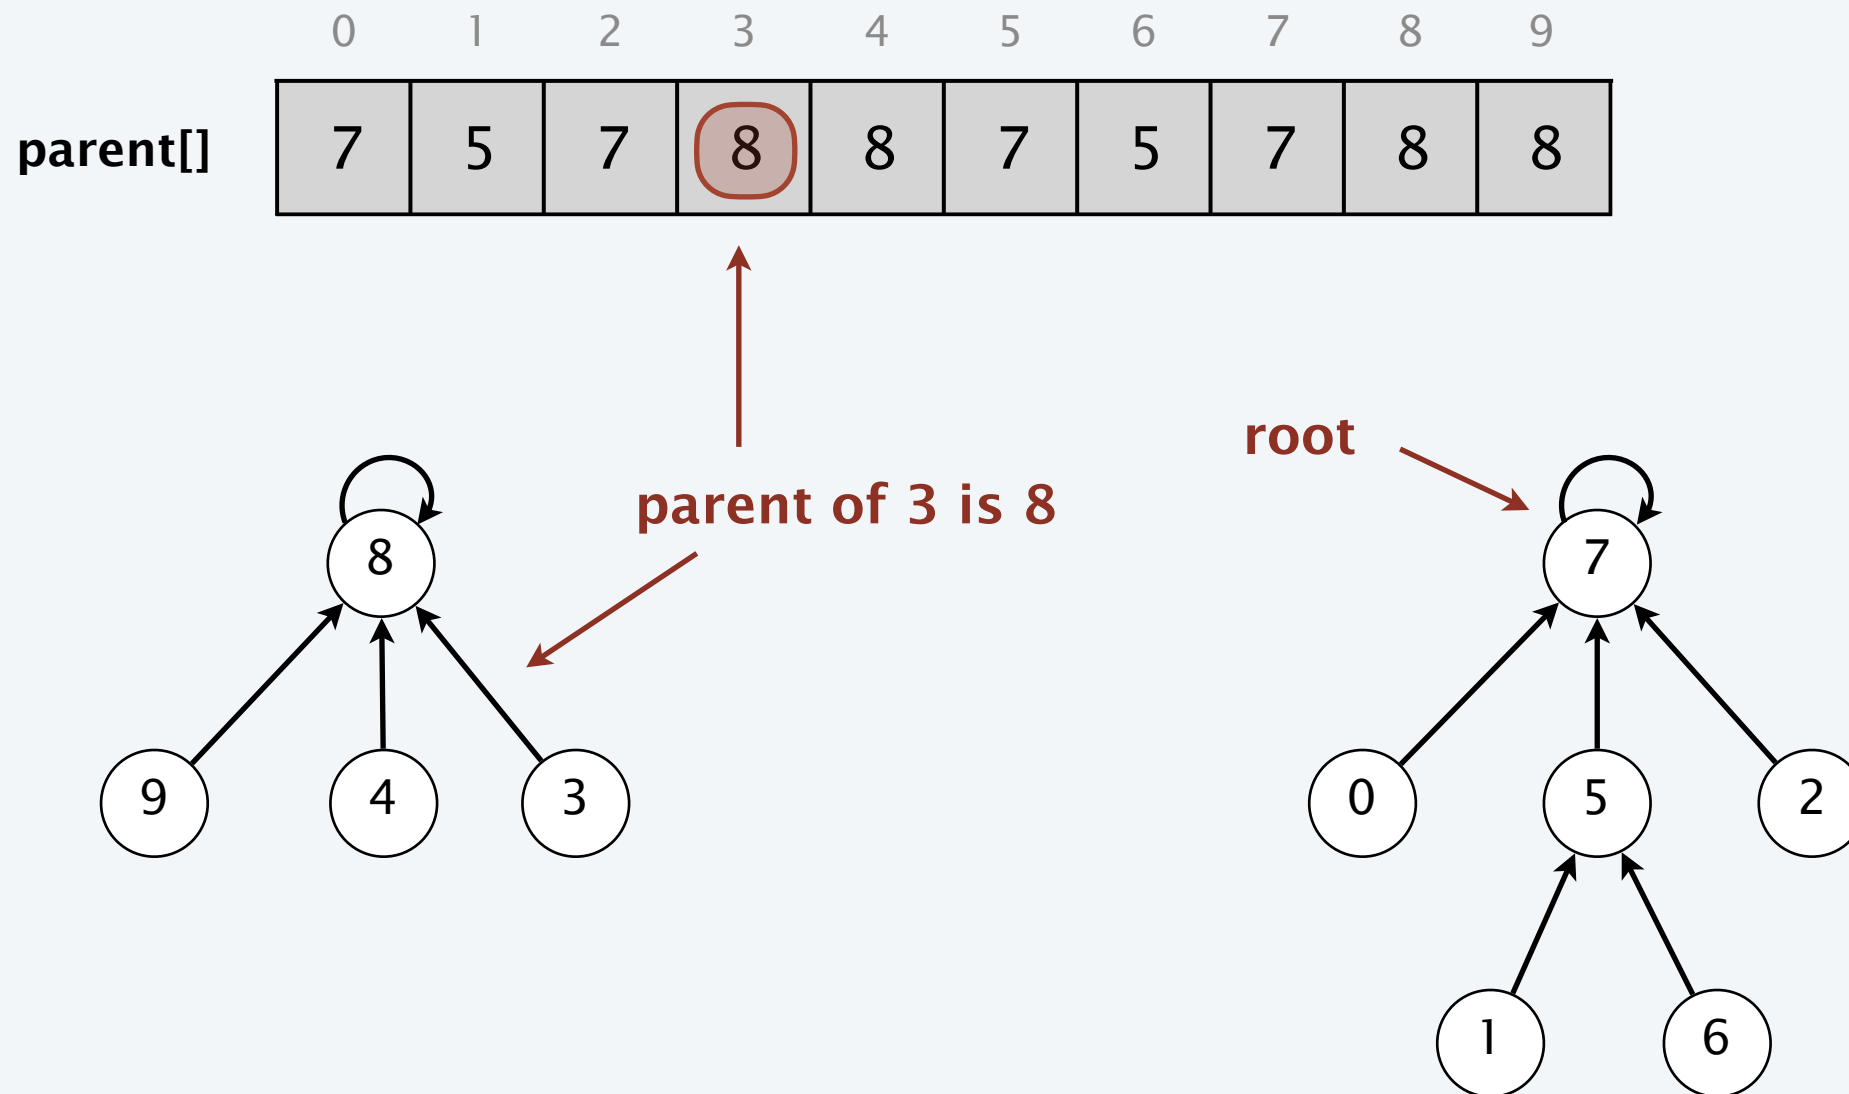 0 1 2 3 4 5 6 7 8 9
parent[] 7 5 7 8 8 7 5 7 8 8
root
parent of 3 is 8
8 7
9 4 3 0 5 2
1 6